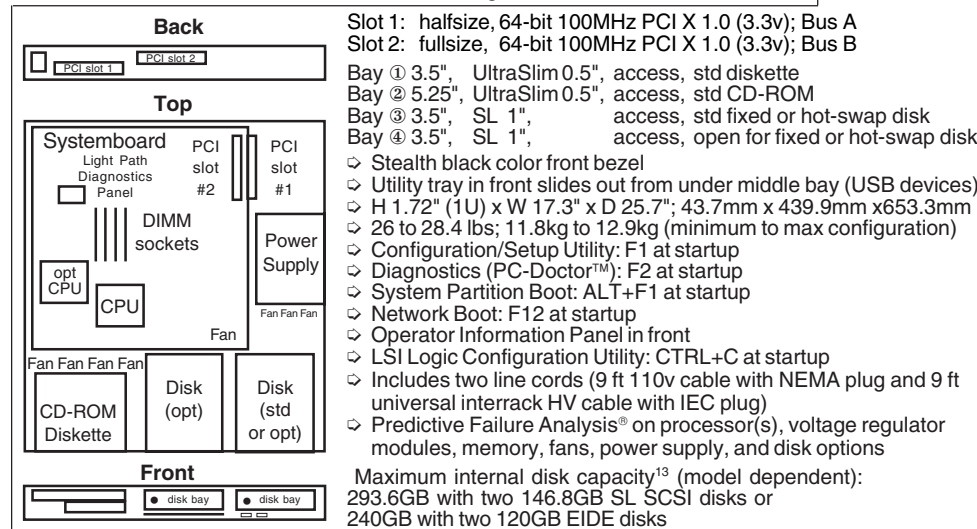 Back
PCI slot 1
PCI slot 2
Top
Systemboard
Light Path
Diagnostics
Panel
PCI
slot
#2
PCI
slot
#1
DIMM
sockets
opt
CPU
CPU
Power
Supply
Fan Fan Fan
Fan
Fan Fan Fan Fan
CD-ROM
Diskette
Disk
(opt)
Disk
(std
or opt)
Front
disk bay
disk bay
Slot 1: halfsize, 64-bit 100MHz PCI X 1.0 (3.3v); Bus A
Slot 2: fullsize, 64-bit 100MHz PCI X 1.0 (3.3v); Bus B
Bay ① 3.5", UltraSlim 0.5", access, std diskette
Bay ② 5.25", UltraSlim 0.5", access, std CD-ROM
Bay ③ 3.5", SL 1", access, std fixed or hot-swap disk
Bay ④ 3.5", SL 1", access, open for fixed or hot-swap disk
➪ Stealth black color front bezel
➪ Utility tray in front slides out from under middle bay (USB devices)
➪ H 1.72" (1U) x W 17.3" x D 25.7"; 43.7mm x 439.9mm x653.3mm
➪ 26 to 28.4 lbs; 11.8kg to 12.9kg (minimum to max configuration)
➪ Configuration/Setup Utility: F1 at startup
➪ Diagnostics (PC-Doctor™): F2 at startup
➪ System Partition Boot: ALT+F1 at startup
➪ Network Boot: F12 at startup
➪ Operator Information Panel in front
➪ LSI Logic Configuration Utility: CTRL+C at startup
➪ Includes two line cords (9 ft 110v cable with NEMA plug and 9 ft
universal interrack HV cable with IEC plug)
➪ Predictive Failure Analysis® on processor(s), voltage regulator
modules, memory, fans, power supply, and disk options
Maximum internal disk capacity¹³ (model dependent):
293.6GB with two 146.8GB SL SCSI disks or
240GB with two 120GB EIDE disks